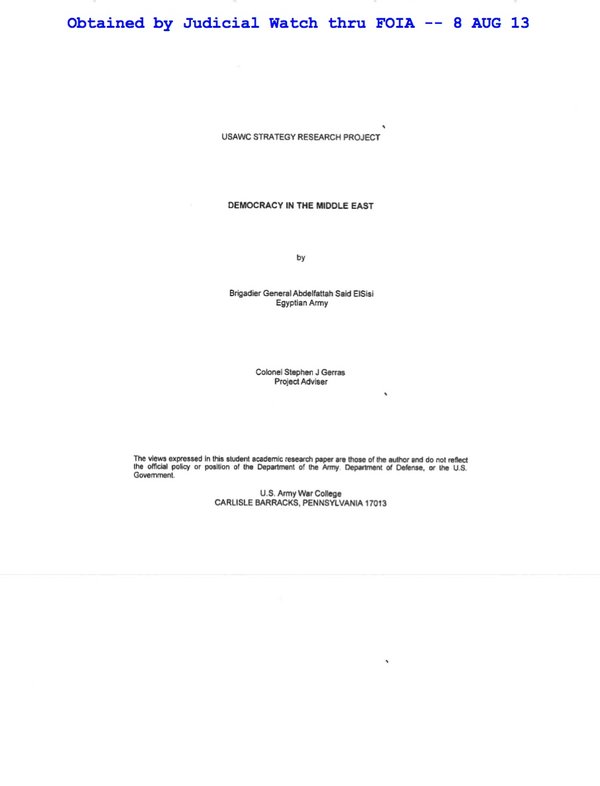 Obtained by Judicial Watch thru FOIA -- 8 AUG 13
USAWC STRATEGY RESEARCH PROJECT
DEMOCRACY IN THE MIDDLE EAST
by
Brigadier General Abdelfattah Said ElSisi
Egyptian Army
Colonel Stephen J Gerras
Project Adviser
The views expressed in this student academic research paper are those of the author and do not reflect
the official policy or position of the Department of the Army, Department of Defense, or the U.S.
Government.
U.S. Army War College
CARLISLE BARRACKS, PENNSYLVANIA 17013